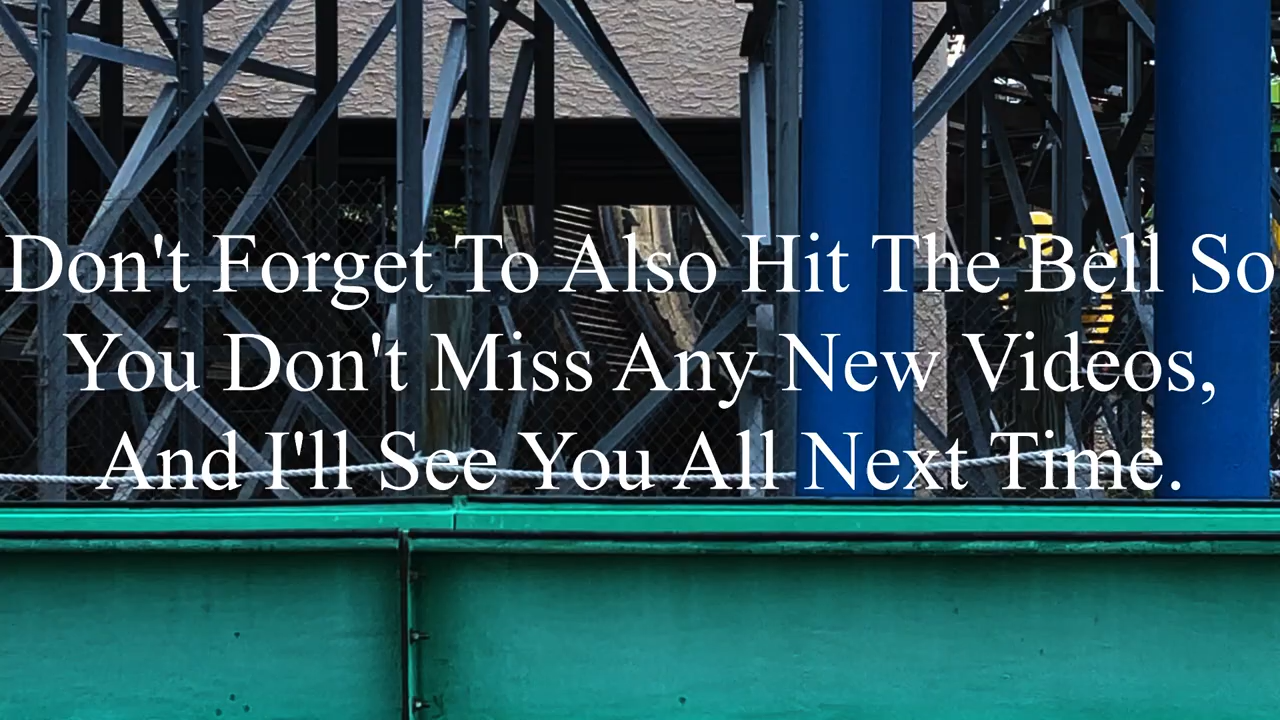 Don't Forget To Also Hit The Bell So
You Don't Miss Any New Videos,
And I'll See You All Next Time.